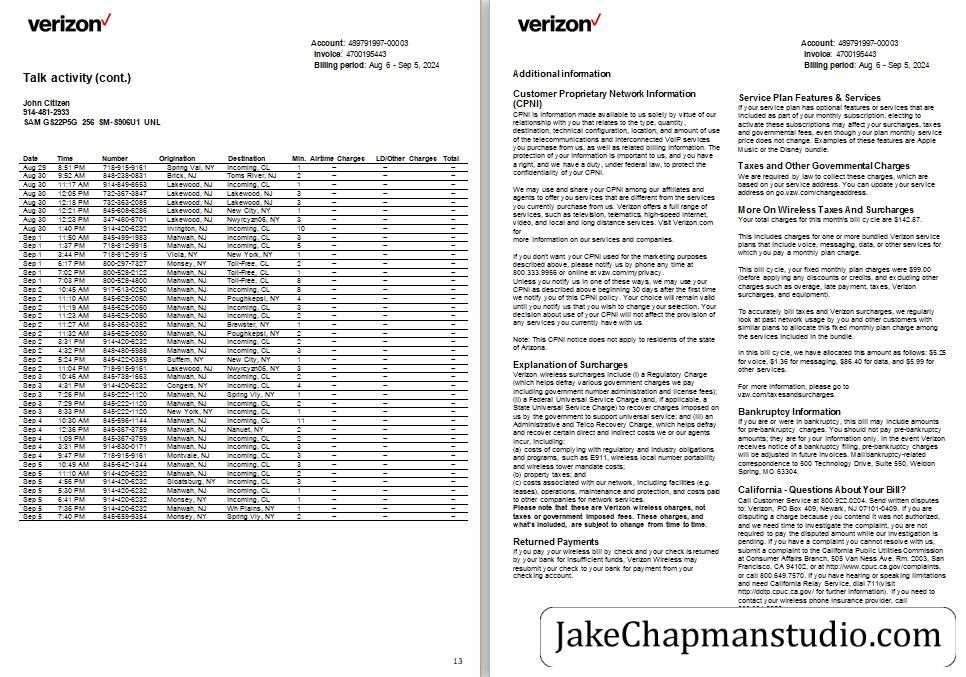 verizon
Account: 489791997-00003
Invoice: 4700195443
Billing period: Aug 6 - Sep 5, 2024
Talk activity (cont.)
John Citizen
914-481-2933
SAM GS22P5G 256 SM-S906U1 UNL
Date Time Number Origination Destination Min. Airtime Charges LD/Other Charges Total
Aug 29 8:51 PM 718-915-9161 Spring Val, NY Incoming, CL 1 -- -- --
Aug 30 9:52 AM 848-238-0831 Brick, NJ Toms River, NJ 2 -- -- --
Aug 30 11:17 AM 914-849-8653 Lakewood, NJ Incoming, CL 1 -- -- --
Aug 30 12:05 PM 732-367-3847 Lakewood, NJ Lakewood, NJ 3 -- -- --
Aug 30 12:18 PM 732-363-2085 Lakewood, NJ Lakewood, NJ 3 -- -- --
Aug 30 12:21 PM 845-608-6286 Lakewood, NJ New City, NY 1 -- -- --
Aug 30 12:23 PM 347-460-6701 Lakewood, NJ Nwyrcyzn06, NY 3 -- -- --
Aug 30 1:40 PM 914-420-6232 Irvington, NJ Incoming, CL 10 -- -- --
Sep 1 11:50 AM 845-499-1983 Mahwah, NJ Incoming, CL 3 -- -- --
Sep 1 1:37 PM 718-812-9915 Mahwah, NJ Incoming, CL 5 -- -- --
Sep 1 3:44 PM 718-812-9915 Viola, NY New York, NY 1 -- -- --
Sep 1 6:17 PM 800-297-7327 Monsey, NY Toll-Free, CL 2 -- -- --
Sep 1 7:02 PM 800-528-2122 Mahwah, NJ Toll-Free, CL 1 -- -- --
Sep 1 7:03 PM 800-528-4800 Mahwah, NJ Toll-Free, CL 8 -- -- --
Sep 2 10:45 AM 917-613-0250 Mahwah, NJ Incoming, CL 8 -- -- --
Sep 2 11:10 AM 845-625-2050 Mahwah, NJ Poughkepsi, NY 4 -- -- --
Sep 2 11:19 AM 845-625-2050 Mahwah, NJ Incoming, CL 3 -- -- --
Sep 2 11:23 AM 845-625-2050 Mahwah, NJ Incoming, CL 2 -- -- --
Sep 2 11:27 AM 845-363-0382 Mahwah, NJ Brewster, NY 1 -- -- --
Sep 2 11:32 AM 845-625-2050 Mahwah, NJ Poughkepsi, NY 2 -- -- --
Sep 2 3:31 PM 914-420-6232 Mahwah, NJ Incoming, CL 2 -- -- --
Sep 2 4:32 PM 848-480-5988 Mahwah, NJ Incoming, CL 3 -- -- --
Sep 2 5:24 PM 845-422-0359 Suffern, NY New City, NY 1 -- -- --
Sep 2 11:04 PM 718-915-9161 Lakewood, NJ Nwyrcyzn06, NY 3 -- -- --
Sep 3 10:46 AM 845-738-1663 Mahwah, NJ Incoming, CL 2 -- -- --
Sep 3 4:31 PM 914-420-6232 Congers, NY Incoming, CL 4 -- -- --
Sep 3 7:26 PM 845-222-1120 Mahwah, NJ Spring Vly, NY 1 -- -- --
Sep 3 7:29 PM 845-222-1120 Mahwah, NJ Incoming, CL 3 -- -- --
Sep 3 8:33 PM 845-222-1120 New York, NY Incoming, CL 1 -- -- --
Sep 4 10:30 AM 845-596-1144 Mahwah, NJ Incoming, CL 11 -- -- --
Sep 4 12:36 PM 845-367-3759 Mahwah, NJ Nanuet, NY 2 -- -- --
Sep 4 1:09 PM 845-367-3759 Mahwah, NJ Incoming, CL 2 -- -- --
Sep 4 3:31 PM 914-830-0171 Mahwah, NJ Incoming, CL 3 -- -- --
Sep 4 9:47 PM 718-915-9161 Montvale, NJ Incoming, CL 3 -- -- --
Sep 5 10:49 AM 845-642-1344 Mahwah, NJ Incoming, CL 3 -- -- --
Sep 5 11:10 AM 914-420-6232 Mahwah, NJ Incoming, CL 2 -- -- --
Sep 5 4:56 PM 914-420-6232 Sloatsburg, NY Incoming, CL 3 -- -- --
Sep 5 5:30 PM 914-420-6232 Mahwah, NJ Incoming, CL 1 -- -- --
Sep 5 6:41 PM 914-420-6232 Monsey, NY Incoming, CL 1 -- -- --
Sep 5 7:36 PM 914-420-6232 Mahwah, NJ Wh Plains, NY 1 -- -- --
Sep 5 7:40 PM 845-659-9354 Monsey, NY Spring Vly, NY 2 -- -- --
13
verizon
Account: 489791997-00003
Invoice: 4700195443
Billing period: Aug 6 - Sep 5, 2024
Additional information
Customer Proprietary Network Information
(CPNI)
CPNI is information made available to us solely by virtue of our
relationship with you that relates to the type, quantity,
destination, technical configuration, location, and amount of use
of the telecommunications and interconnected VoIP services
you purchase from us, as well as related billing information. The
protection of your information is important to us, and you have
a right, and we have a duty, under federal law, to protect the
confidentiality of your CPNI.
We may use and share your CPNI among our affiliates and
agents to offer you services that are different from the services
you currently purchase from us. Verizon offers a full range of
services, such as television, telematics, high-speed internet,
video, and local and long distance services. Visit Verizon.com
for
more information on our services and companies.
If you don't want your CPNI used for the marketing purposes
described above, please notify us by phone any time at
800.333.9956 or online at vzw.com/myprivacy.
Unless you notify us in one of these ways, we may use your
CPNI as described above beginning 30 days after the first time
we notify you of this CPNI policy. Your choice will remain valid
until you notify us that you wish to change your selection. Your
decision about use of your CPNI will not affect the provision of
any services you currently have with us.
Note: This CPNI notice does not apply to residents of the state
of Arizona.
Explanation of Surcharges
Verizon wireless surcharges include (i) a Regulatory Charge
(which helps defray various government charges we pay
including government number administration and license fees);
(ii) a Federal Universal Service Charge (and, if applicable, a
State Universal Service Charge) to recover charges imposed on
us by the government to support universal service; and (iii) an
Administrative and Telco Recovery Charge, which helps defray
and recover certain direct and indirect costs we or our agents
incur, including:
(a) costs of complying with regulatory and industry obligations
and programs, such as E911, wireless local number portability
and wireless tower mandate costs;
(b) property taxes; and
(c) costs associated with our network, including facilities (e.g.
leases), operations, maintenance and protection, and costs paid
to other companies for network services.
Please note that these are Verizon wireless charges, not
taxes or government imposed fees. These charges, and
what's included, are subject to change from time to time.
Returned Payments
If you pay your wireless bill by check and your check is returned
by your bank for insufficient funds, Verizon Wireless may
resubmit your check to your bank for payment from your
checking account.
Service Plan Features & Services
If your service plan has optional features or services that are
included as part of your monthly subscription, electing to
activate these subscriptions may affect your surcharges, taxes
and governmental fees, even though your plan monthly service
price does not change. Examples of these features are Apple
Music or the Disney bundle.
Taxes and Other Governmental Charges
We are required by law to collect these charges, which are
based on your service address. You can update your service
address on go.vzw.com/changeaddress.
More On Wireless Taxes And Surcharges
Your total charges for this month's bill cycle are $142.87.
This includes charges for one or more bundled Verizon service
plans that include voice, messaging, data, or other services for
which you pay a monthly plan charge.
This bill cycle, your fixed monthly plan charges were $99.00
(before applying any discounts or credits, and excluding other
charges such as overage, late payment, taxes, Verizon
surcharges, and equipment).
To accurately bill taxes and Verizon surcharges, we regularly
look at past network usage by you and other customers with
similar plans to allocate this fixed monthly plan charge among
the services included in the bundle.
In this bill cycle, we have allocated this amount as follows: $5.25
for voice, $1.36 for messaging, $86.40 for data, and $5.99 for
other services.
For more information, please go to
vzw.com/taxesandsurcharges.
Bankruptcy Information
If you are or were in bankruptcy, this bill may include amounts
for pre-bankruptcy charges. You should not pay pre-bankruptcy
amounts; they are for your information only. In the event Verizon
receives notice of a bankruptcy filing, pre-bankruptcy charges
will be adjusted in future invoices. Mail bankruptcy-related
correspondence to 500 Technology Drive, Suite 550, Weldon
Spring, MO 63304.
California - Questions About Your Bill?
Call Customer Service at 800.922.0204. Send written disputes
to: Verizon, PO Box 409, Newark, NJ 07101-0409. If you are
disputing a charge because you contend it was not authorized,
and we need time to investigate the complaint, you are not
required to pay the disputed amount while our investigation is
pending. If you have a complaint you cannot resolve with us,
submit a complaint to the California Public Utilities Commission
at Consumer Affairs Branch, 505 Van Ness Ave. Rm. 2003, San
Francisco, CA 94102, or at http://www.cpuc.ca.gov/complaints,
or call 800.649.7570. If you have hearing or speaking limitations
and need California Relay Service, dial 711(visit
http://ddtp.cpuc.ca.gov/ for further information). If you need to
contact your wireless phone insurance provider, call
JakeChapmanstudio.com